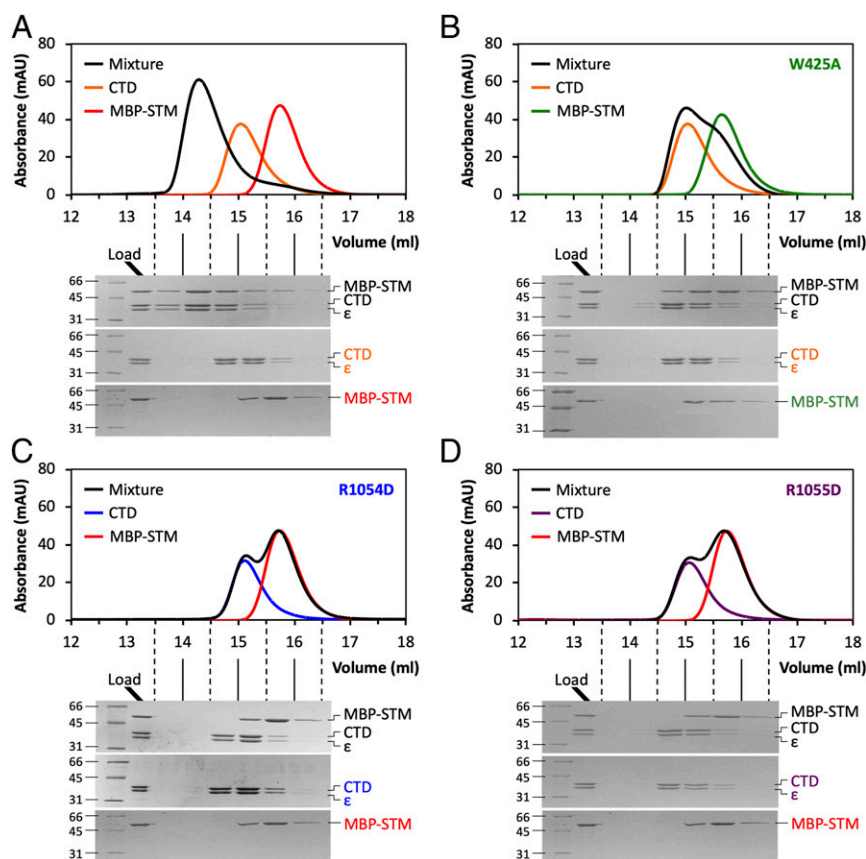 A
Absorbance (mAU)
80
60
40
20
0
Mixture
CTD
MBP-STM
12 13 14 15 16 17 18
Volume (ml)
Load
66
45
31
MBP-STM
CTD
ε
66
45
31
CTD
ε
66
45
31
MBP-STM
B
Absorbance (mAU)
80
60
40
20
0
Mixture
CTD
MBP-STM
W425A
12 13 14 15 16 17 18
Volume (ml)
Load
66
45
31
MBP-STM
CTD
ε
66
45
31
CTD
ε
66
45
31
MBP-STM
C
Absorbance (mAU)
80
60
40
20
0
Mixture
CTD
MBP-STM
R1054D
12 13 14 15 16 17 18
Volume (ml)
Load
66
45
31
MBP-STM
CTD
ε
66
45
31
CTD
ε
66
45
31
MBP-STM
D
Absorbance (mAU)
80
60
40
20
0
Mixture
CTD
MBP-STM
R1055D
12 13 14 15 16 17 18
Volume (ml)
Load
66
45
31
MBP-STM
CTD
ε
66
45
31
CTD
ε
66
45
31
MBP-STM